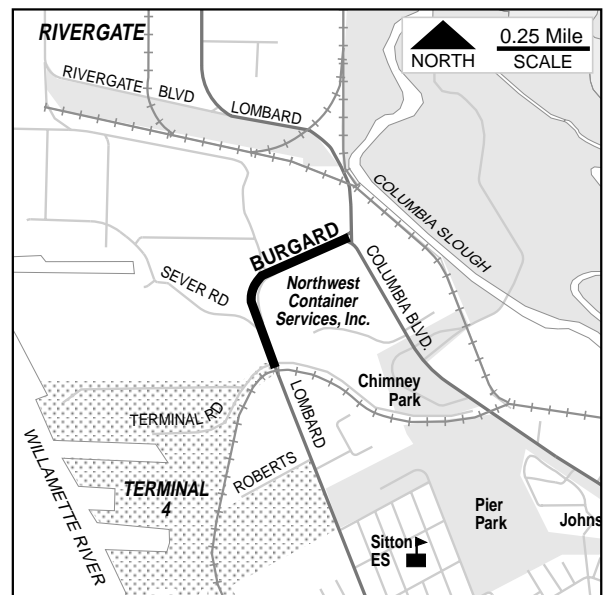 RIVERGATE
0.25 Mile
NORTH
SCALE
RIVERGATE BLVD
LOMBARD
COLUMBIA SLOUGH
BURGARD
COLUMBIA BLVD.
SEVER RD
Northwest
Container
Services, Inc.
Chimney
Park
LOMBARD
TERMINAL RD
ROBERTS
TERMINAL
4
WILLAMETTE RIVER
Pier
Park
Johns
Sitton
ES